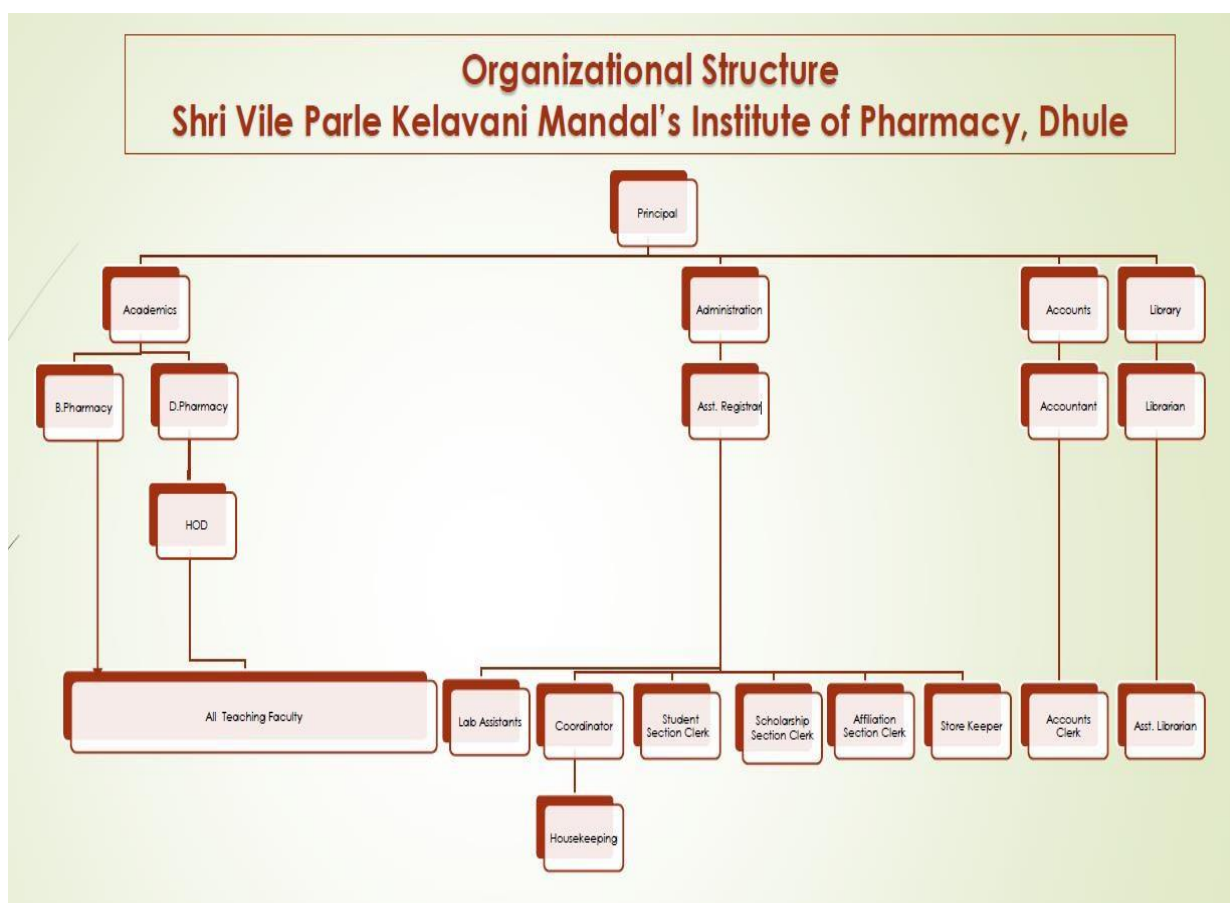 Organizational Structure
Shri Vile Parle Kelavani Mandal's Institute of Pharmacy, Dhule
Principal
Academics
Administration
Accounts
Library
B.Pharmacy
D.Pharmacy
Asst. Registrar
Accountant
Librarian
HOD
All Teaching Faculty
Lab Assistants
Coordinator
Student
Section Clerk
Scholarship
Section Clerk
Affiliation
Section Clerk
Store Keeper
Accounts
Clerk
Asst. Librarian
Housekeeping